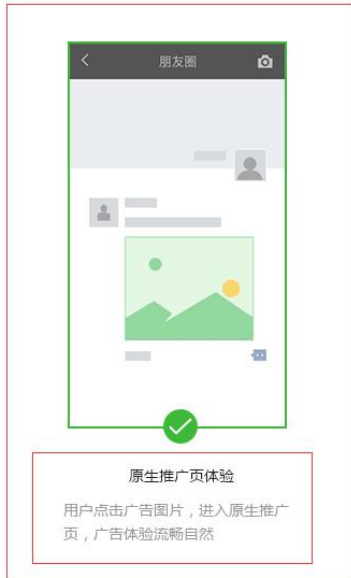 朋友圈
原生推广页体验
用户点击广告图片，进入原生推广
页，广告体验流畅自然